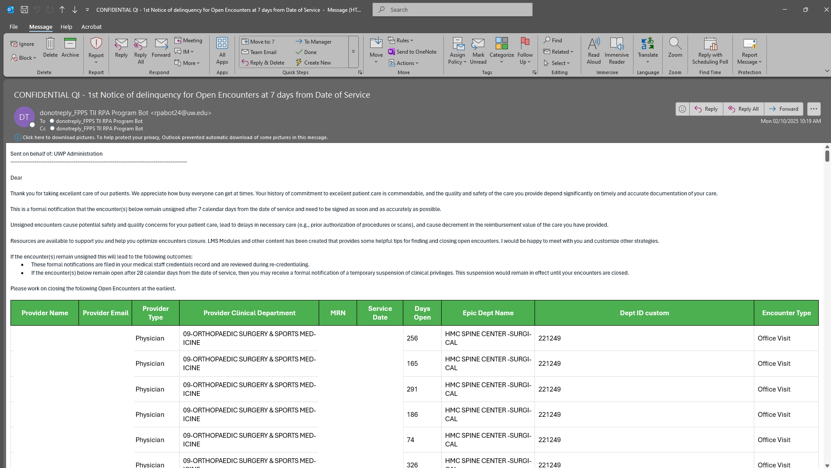 CONFIDENTIAL QI - 1st Notice of delinquency for Open Encounters at 7 days from Date of Service - Message (HT...
Search
File Message Help Acrobat
Ignore
Block
Delete
Archive
Report
Reply
Reply All
Forward
Meeting
IM
More
All Apps
Move to: ?
Team Email
Reply & Delete
To Manager
Done
Create New
Move
Rules
Send to OneNote
Actions
Assign Policy
Mark Unread
Categorize
Follow Up
Find
Related
Select
Read Aloud
Immersive Reader
Translate
Zoom
Reply with Scheduling Poll
Report Message
Delete Report Respond Apps Quick Steps Move Tags Editing Immersive Language Zoom Find Time Protection
CONFIDENTIAL QI - 1st Notice of delinquency for Open Encounters at 7 days from Date of Service
DT
donotreply_FPPS TII RPA Program Bot <rpabot24@uw.edu>
To donotreply_FPPS TII RPA Program Bot
Cc donotreply_FPPS TII RPA Program Bot
Reply Reply All Forward
Mon 02/10/2025 10:19 AM
Click here to download pictures. To help protect your privacy, Outlook prevented automatic download of some pictures in this message.
Sent on behalf of: UWP Administration
Dear
Thank you for taking excellent care of our patients. We appreciate how busy everyone can get at times. Your history of commitment to excellent patient care is commendable, and the quality and safety of the care you provide depend significantly on timely and accurate documentation of your care.
This is a formal notification that the encounter(s) below remain unsigned after 7 calendar days from the date of service and need to be signed as soon and as accurately as possible.
Unsigned encounters cause potential safety and quality concerns for your patient care, lead to delays in necessary care (e.g., prior authorization of procedures or scans), and cause decrement in the reimbursement value of the care you have provided.
Resources are available to support you and help you optimize encounters closure. LMS Modules and other content has been created that provides some helpful tips for finding and closing open encounters. I would be happy to meet with you and customize other strategies.
If the encounter(s) remain unsigned this will lead to the following outcomes:
• These formal notifications are filed in your medical staff credentials record and are reviewed during re-credentialing.
• If the encounter(s) below remain open after 28 calendar days from the date of service, then you may receive a formal notification of a temporary suspension of clinical privileges. This suspension would remain in effect until your encounters are closed.
Please work on closing the following Open Encounters at the earliest.
Provider Name Provider Email Provider Type Provider Clinical Department MRN Service Date Days Open Epic Dept Name Dept ID custom Encounter Type
Physician 09-ORTHOPAEDIC SURGERY & SPORTS MED-ICINE 256 HMC SPINE CENTER -SURGI-CAL 221249 Office Visit
Physician 09-ORTHOPAEDIC SURGERY & SPORTS MED-ICINE 165 HMC SPINE CENTER -SURGI-CAL 221249 Office Visit
Physician 09-ORTHOPAEDIC SURGERY & SPORTS MED-ICINE 291 HMC SPINE CENTER -SURGI-CAL 221249 Office Visit
Physician 09-ORTHOPAEDIC SURGERY & SPORTS MED-ICINE 186 HMC SPINE CENTER -SURGI-CAL 221249 Office Visit
Physician 09-ORTHOPAEDIC SURGERY & SPORTS MED-ICINE 74 HMC SPINE CENTER -SURGI-CAL 221249 Office Visit
Physician 09-ORTHOPAEDIC SURGERY & SPORTS MED-ICINE 326 HMC SPINE CENTER -SURGI-CAL 221249 Office Visit